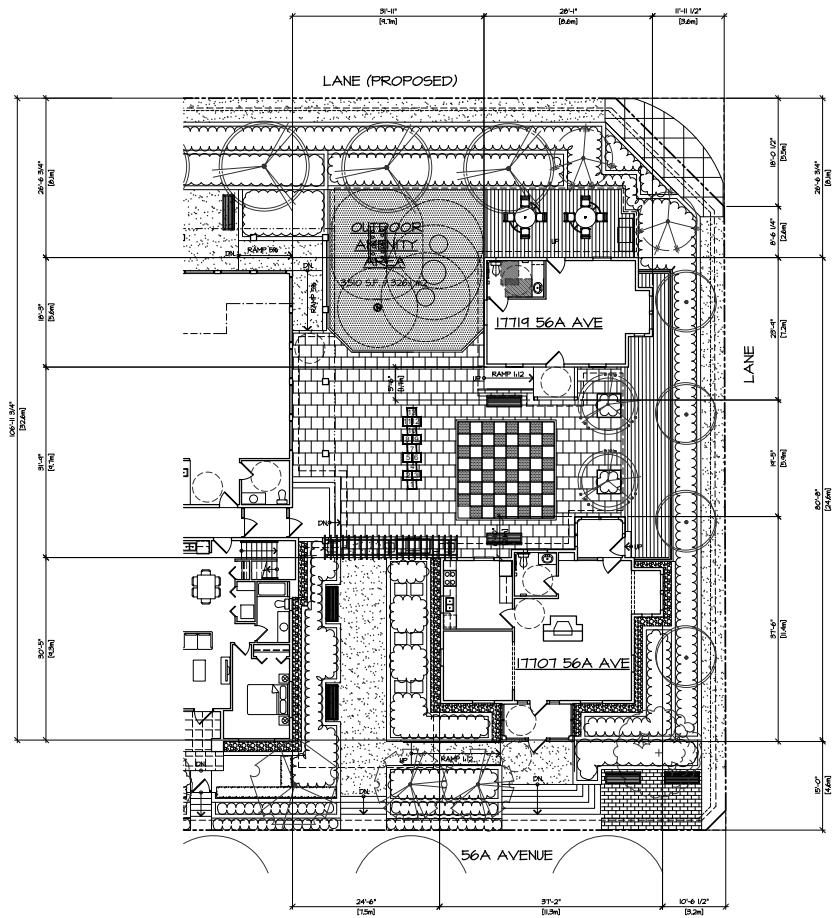 31'-11"
[9.7m]
28'-1"
[8.6m]
11'-11 1/2"
[3.6m]
LANE (PROPOSED)
26'-6 3/4"
[8.1m]
18'-0 1/2"
[5.5m]
26'-6 3/4"
[8.1m]
8'-6 1/4"
[2.6m]
OUTDOOR
AMENITY
AREA
UP
DN.
RAMP
DN.
RAMP
17719 56A AVE
[5.6m]
[7.2m]
LANE
UP
RAMP 1:12
106'-11 3/4"
[32.6m]
31'-9"
[9.7m]
19'-5"
[5.9m]
80'-8"
[24.6m]
DN.
UP
30'-5"
[9.3m]
37'-6"
[11.4m]
17707 56A AVE
UP
RAMP 1:12
DN.
DN.
DN.
15'-0"
[4.6m]
56A AVENUE
24'-6"
[7.5m]
37'-2"
[11.3m]
10'-6 1/2"
[3.2m]